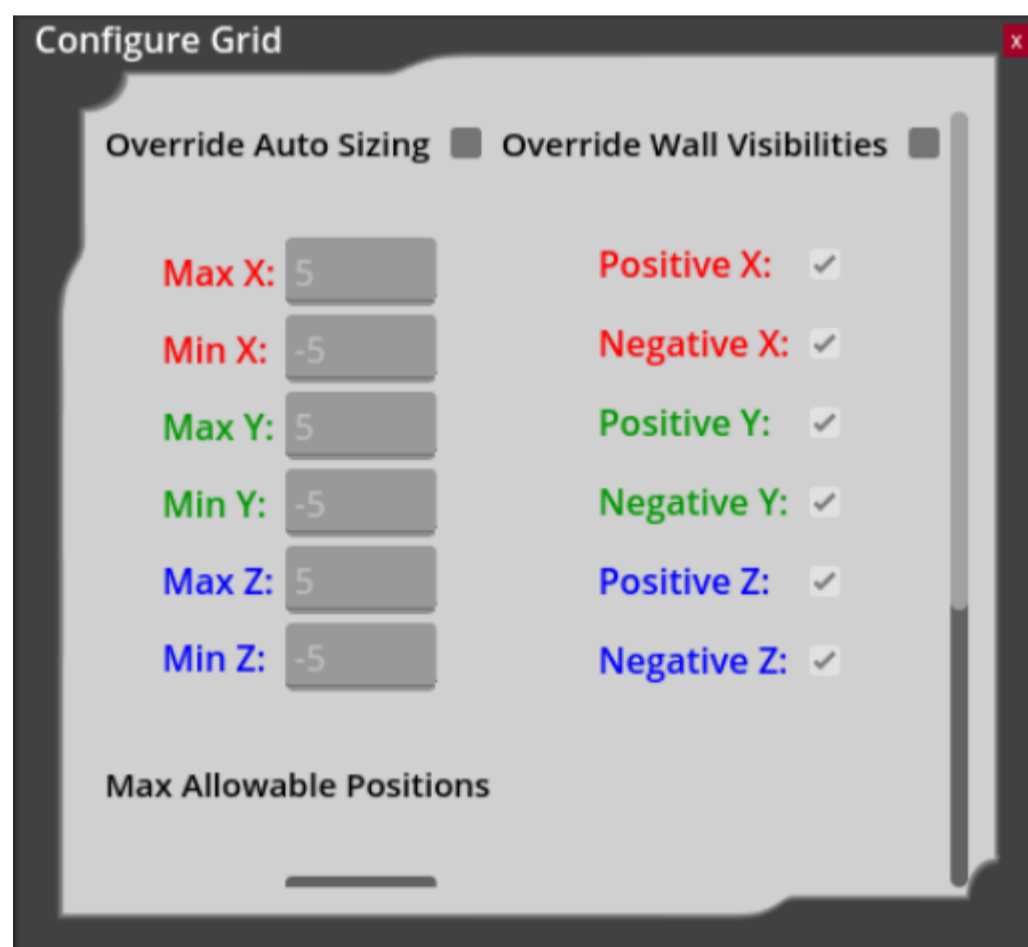 Configure Grid
x
Override Auto Sizing
Override Wall Visibilities
Max X: 5
Positive X:
Min X: -5
Negative X:
Max Y: 5
Positive Y:
Min Y: -5
Negative Y:
Max Z: 5
Positive Z:
Min Z: -5
Negative Z:
Max Allowable Positions